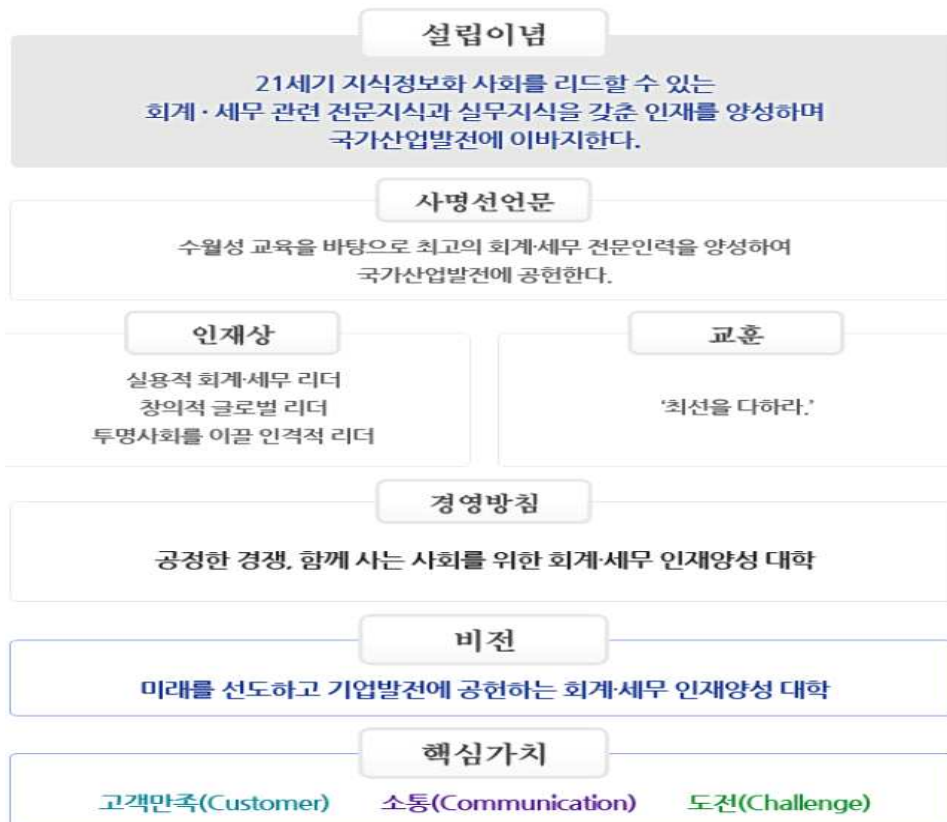 설립이념
21세기 지식정보화 사회를 리드할 수 있는
회계·세무 관련 전문지식과 실무지식을 갖춘 인재를 양성하며
국가산업발전에 이바지한다.
사명선언문
수월성 교육을 바탕으로 최고의 회계·세무 전문인력을 양성하여
국가산업발전에 공헌한다.
인재상
실용적 회계·세무 리더
창의적 글로벌 리더
투명사회를 이끌 인격적 리더
교훈
‘최선을 다하라.’
경영방침
공정한 경쟁, 함께 사는 사회를 위한 회계·세무 인재양성 대학
비전
미래를 선도하고 기업발전에 공헌하는 회계·세무 인재양성 대학
핵심가치
고객만족(Customer) 소통(Communication) 도전(Challenge)